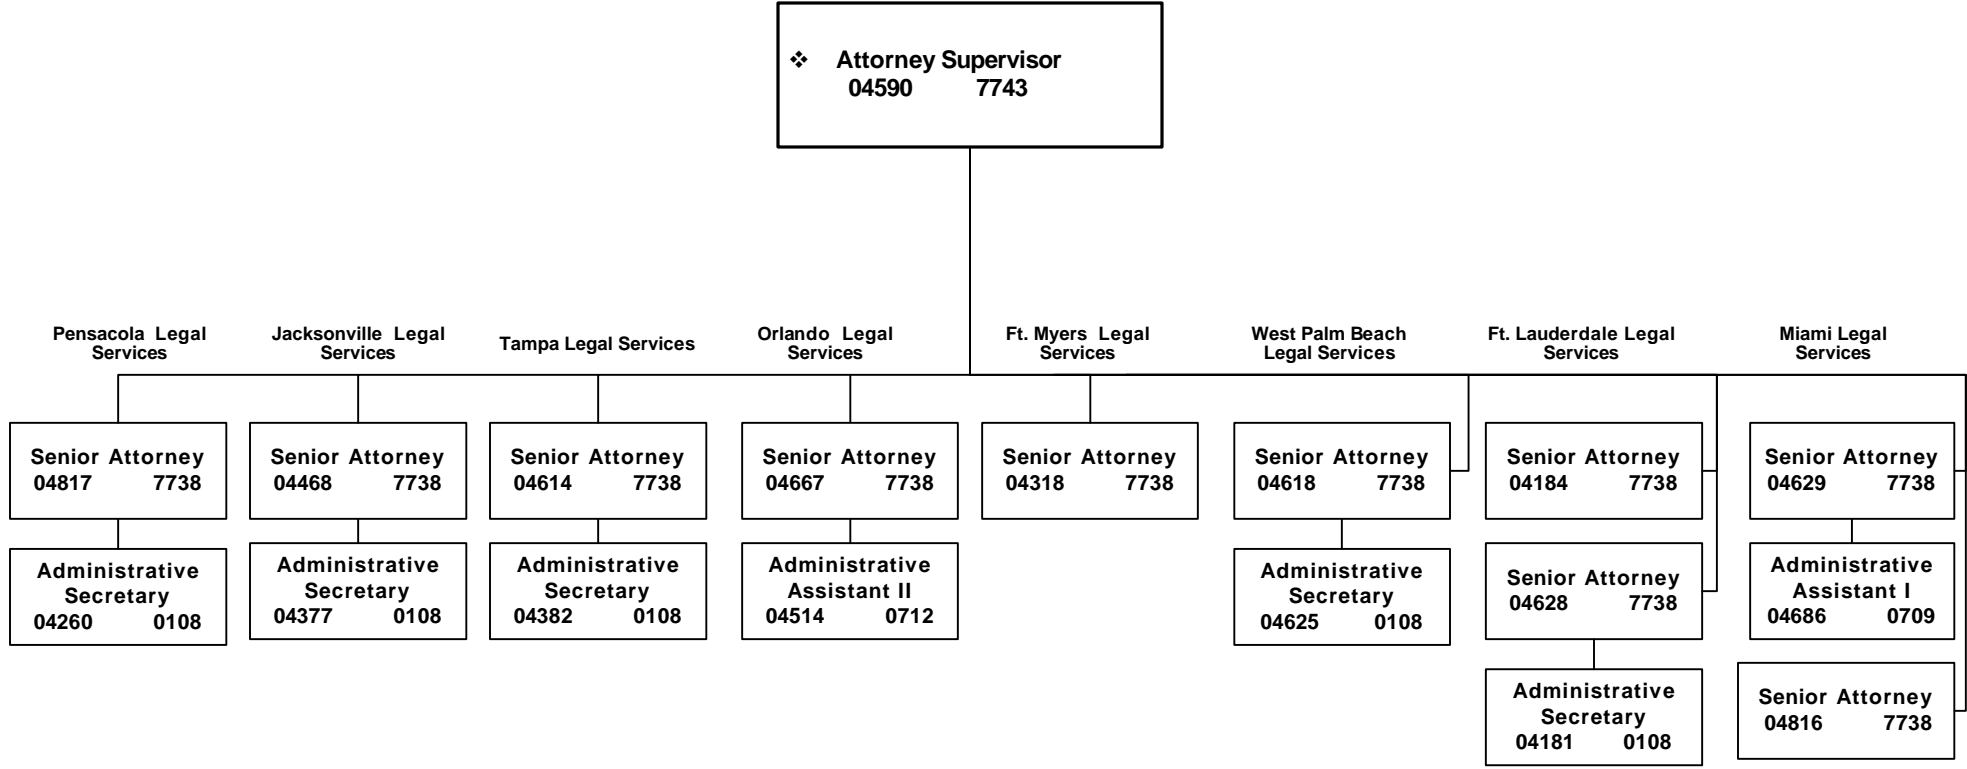 ❖ Attorney Supervisor
04590 7743
Pensacola Legal
Services
Jacksonville Legal
Services
Tampa Legal Services
Orlando Legal
Services
Ft. Myers Legal
Services
West Palm Beach
Legal Services
Ft. Lauderdale Legal
Services
Miami Legal
Services
Senior Attorney
04817 7738
Senior Attorney
04468 7738
Senior Attorney
04614 7738
Senior Attorney
04667 7738
Senior Attorney
04318 7738
Senior Attorney
04618 7738
Senior Attorney
04184 7738
Senior Attorney
04629 7738
Administrative
Secretary
04260 0108
Administrative
Secretary
04377 0108
Administrative
Secretary
04382 0108
Administrative
Assistant II
04514 0712
Administrative
Secretary
04625 0108
Senior Attorney
04628 7738
Administrative
Assistant I
04686 0709
Administrative
Secretary
04181 0108
Senior Attorney
04816 7738